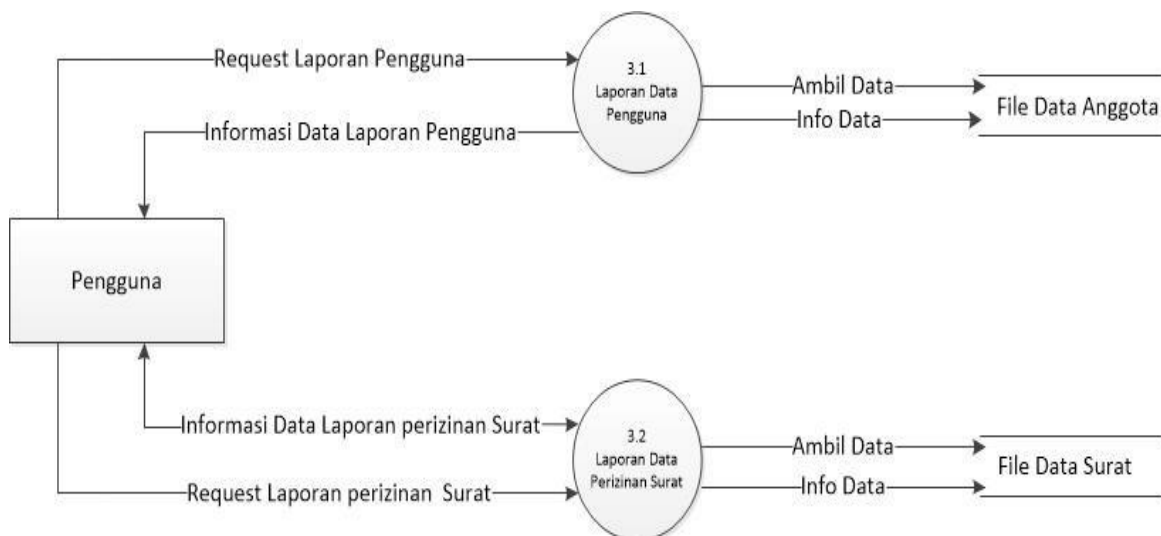 Request Laporan Pengguna
3.1
Laporan Data
Pengguna
Ambil Data
Info Data
File Data Anggota
Informasi Data Laporan Pengguna
Pengguna
Informasi Data Laporan perizinan Surat
Request Laporan perizinan Surat
3.2
Laporan Data
Perizinan Surat
Ambil Data
Info Data
File Data Surat